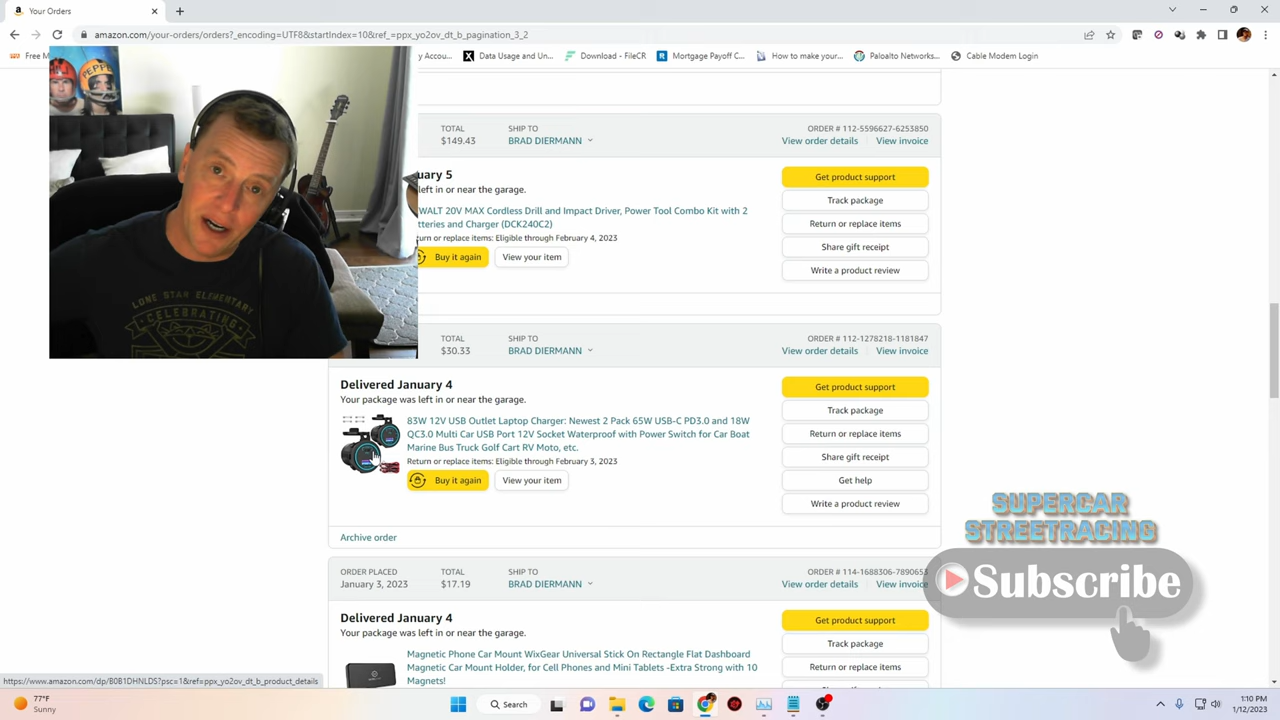 Your Orders
amazon.com/your-orders/orders?_encoding=UTF8&startIndex=10&ref_=ppx_yo2ov_dt_b_pagination_3_2
Free M
y Accou...
Data Usage and Un...
Download - FileCR
Mortgage Payoff C...
How to make your...
Paloalto Networks...
Cable Modem Login
PEPPE
LONE STAR ELEMENTARY
CELEBRATING
TOTAL
SHIP TO
ORDER # 112-5596627-6253850
$149.43
BRAD DIERMANN
View order details
View invoice
uary 5
left in or near the garage.
WALT 20V MAX Cordless Drill and Impact Driver, Power Tool Combo Kit with 2
tteries and Charger (DCK240C2)
urn or replace items: Eligible through February 4, 2023
Buy it again
View your item
Get product support
Track package
Return or replace items
Share gift receipt
Write a product review
TOTAL
SHIP TO
ORDER # 112-1278218-1181847
$30.33
BRAD DIERMANN
View order details
View invoice
Delivered January 4
Your package was left in or near the garage.
83W 12V USB Outlet Laptop Charger: Newest 2 Pack 65W USB-C PD3.0 and 18W
QC3.0 Multi Car USB Port 12V Socket Waterproof with Power Switch for Car Boat
Marine Bus Truck Golf Cart RV Moto, etc.
Return or replace items: Eligible through February 3, 2023
Buy it again
View your item
Get product support
Track package
Return or replace items
Share gift receipt
Get help
Write a product review
Archive order
SUPERCAR
STREETRACING
Subscribe
ORDER PLACED
TOTAL
SHIP TO
ORDER # 114-1688306-7890653
January 3, 2023
$17.19
BRAD DIERMANN
View order details
View invoice
Delivered January 4
Your package was left in or near the garage.
Magnetic Phone Car Mount WixGear Universal Stick On Rectangle Flat Dashboard
Magnetic Car Mount Holder, for Cell Phones and Mini Tablets -Extra Strong with 10
Magnets!
Get product support
Track package
Return or replace items
https://www.amazon.com/dp/B0B1DHNLDS?psc=1&ref=ppx_yo2ov_dt_b_product_details
77°F
Sunny
Search
1:10 PM
1/12/2023